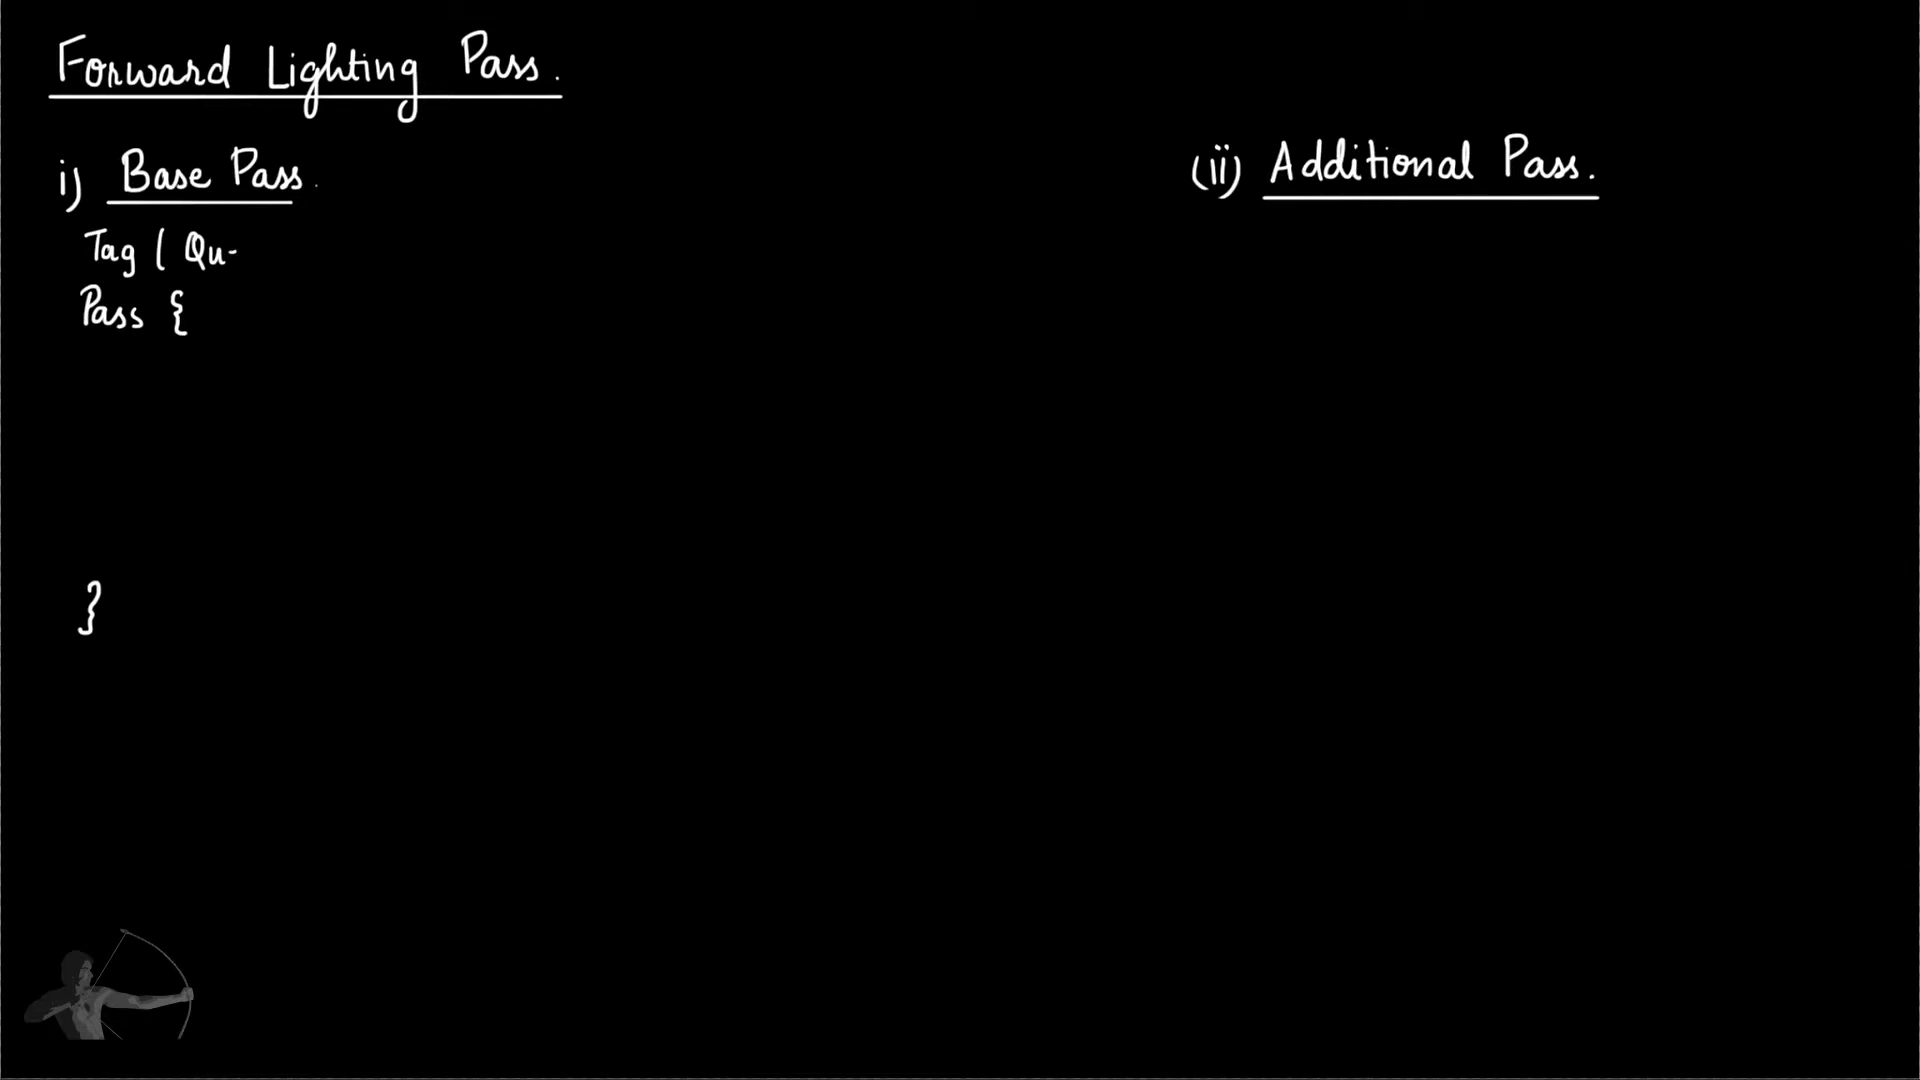 Forward Lighting Pass.
i) Base Pass.
Tag ( Qu-
Pass {
}
(ii) Additional Pass.